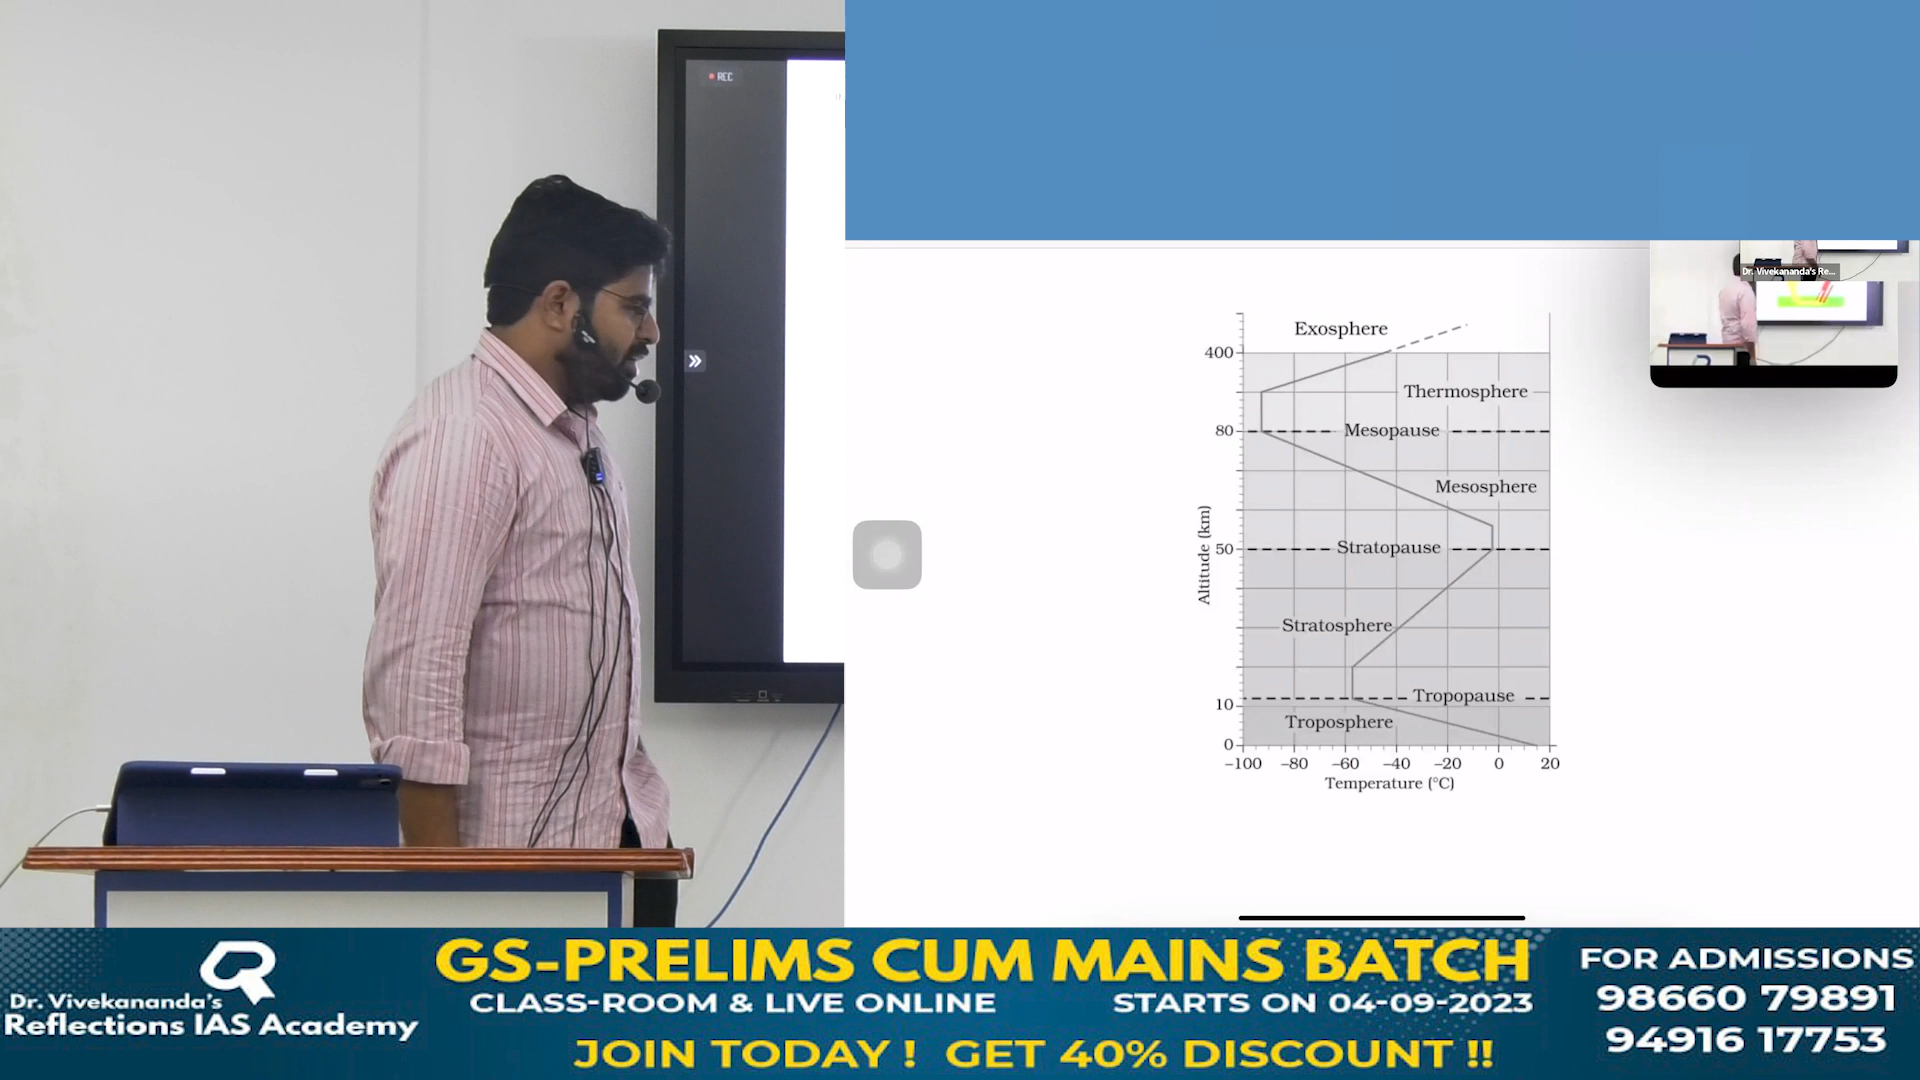 REC
Dr. Vivekananda's Re...
Exosphere
400
Thermosphere
80
Mesopause
Mesosphere
Altitude (km)
50
Stratopause
Stratosphere
Tropopause
10
Troposphere
0
–100 –80 –60 –40 –20 0 20
Temperature (°C)
Dr. Vivekananda's
Reflections IAS Academy
GS-PRELIMS CUM MAINS BATCH
CLASS-ROOM & LIVE ONLINE STARTS ON 04-09-2023
JOIN TODAY ! GET 40% DISCOUNT !!
FOR ADMISSIONS
98660 79891
94916 17753